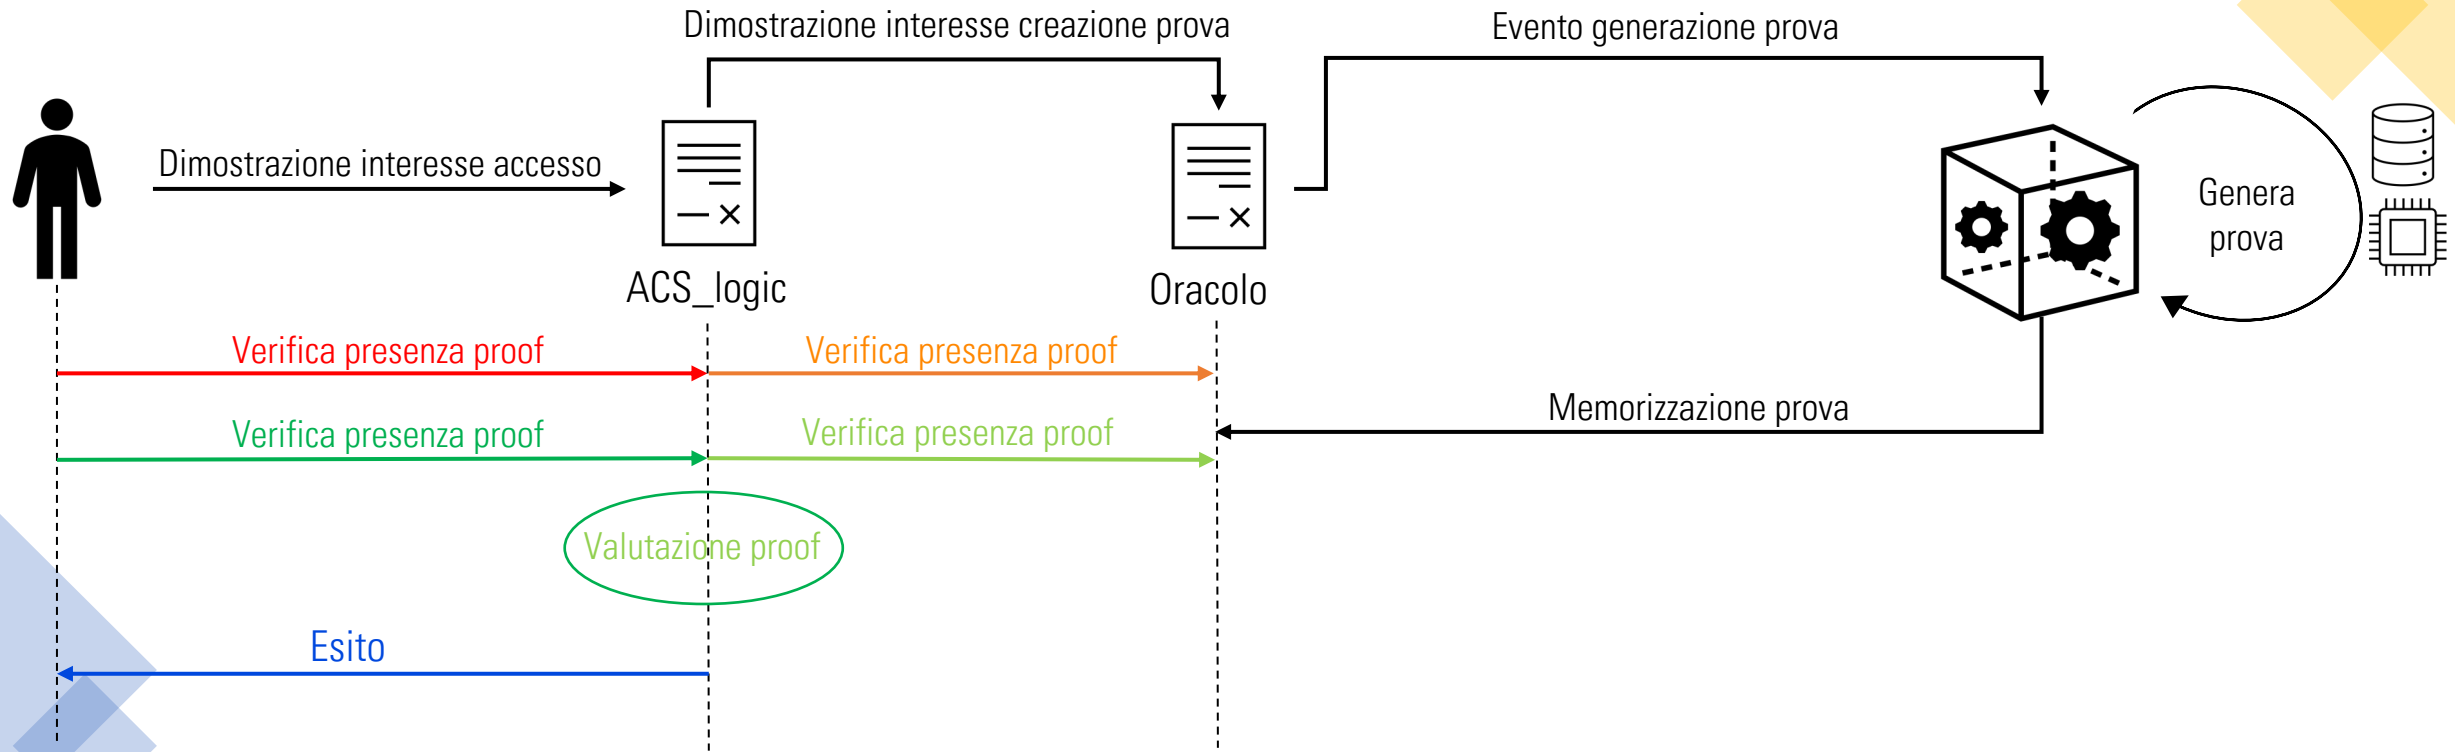 Dimostrazione interesse creazione prova
Evento generazione prova
Dimostrazione interesse accesso
Genera
prova
ACS_logic
Oracolo
Verifica presenza proof
Verifica presenza proof
Memorizzazione prova
Verifica presenza proof
Verifica presenza proof
Valutazione proof
Esito